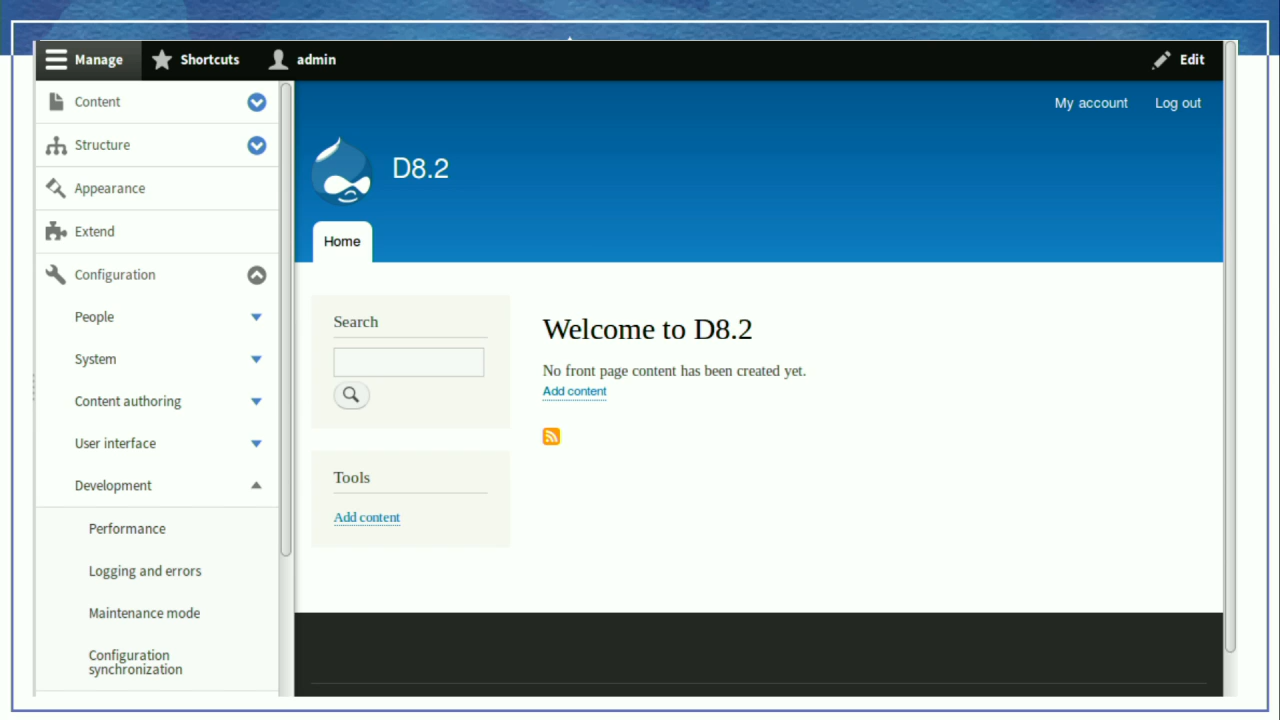 Manage
Shortcuts
admin
Edit
Content
Structure
Appearance
Extend
Configuration
People
System
Content authoring
User interface
Development
Performance
Logging and errors
Maintenance mode
Configuration
synchronization
My account
Log out
D8.2
Home
Search
Tools
Add content
Welcome to D8.2
No front page content has been created yet.
Add content